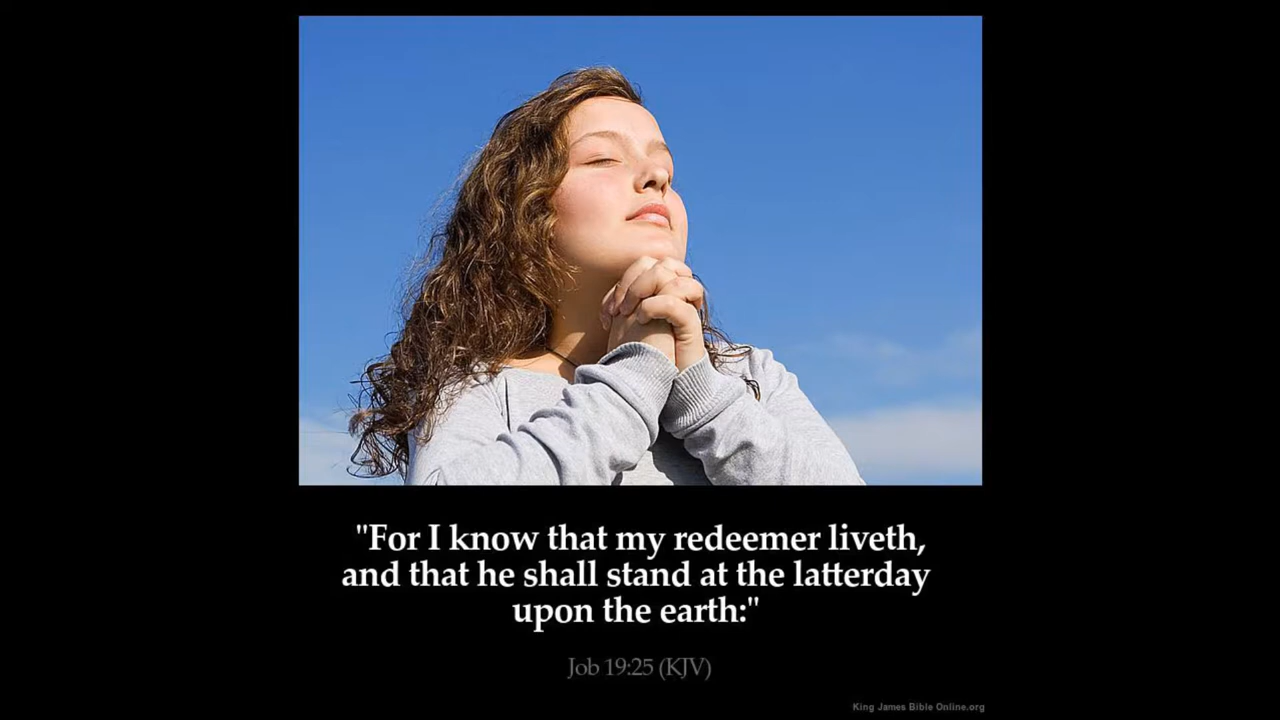 "For I know that my redeemer liveth,
and that he shall stand at the latterday
upon the earth:"
Job 19:25 (KJV)
King James Bible Online.org